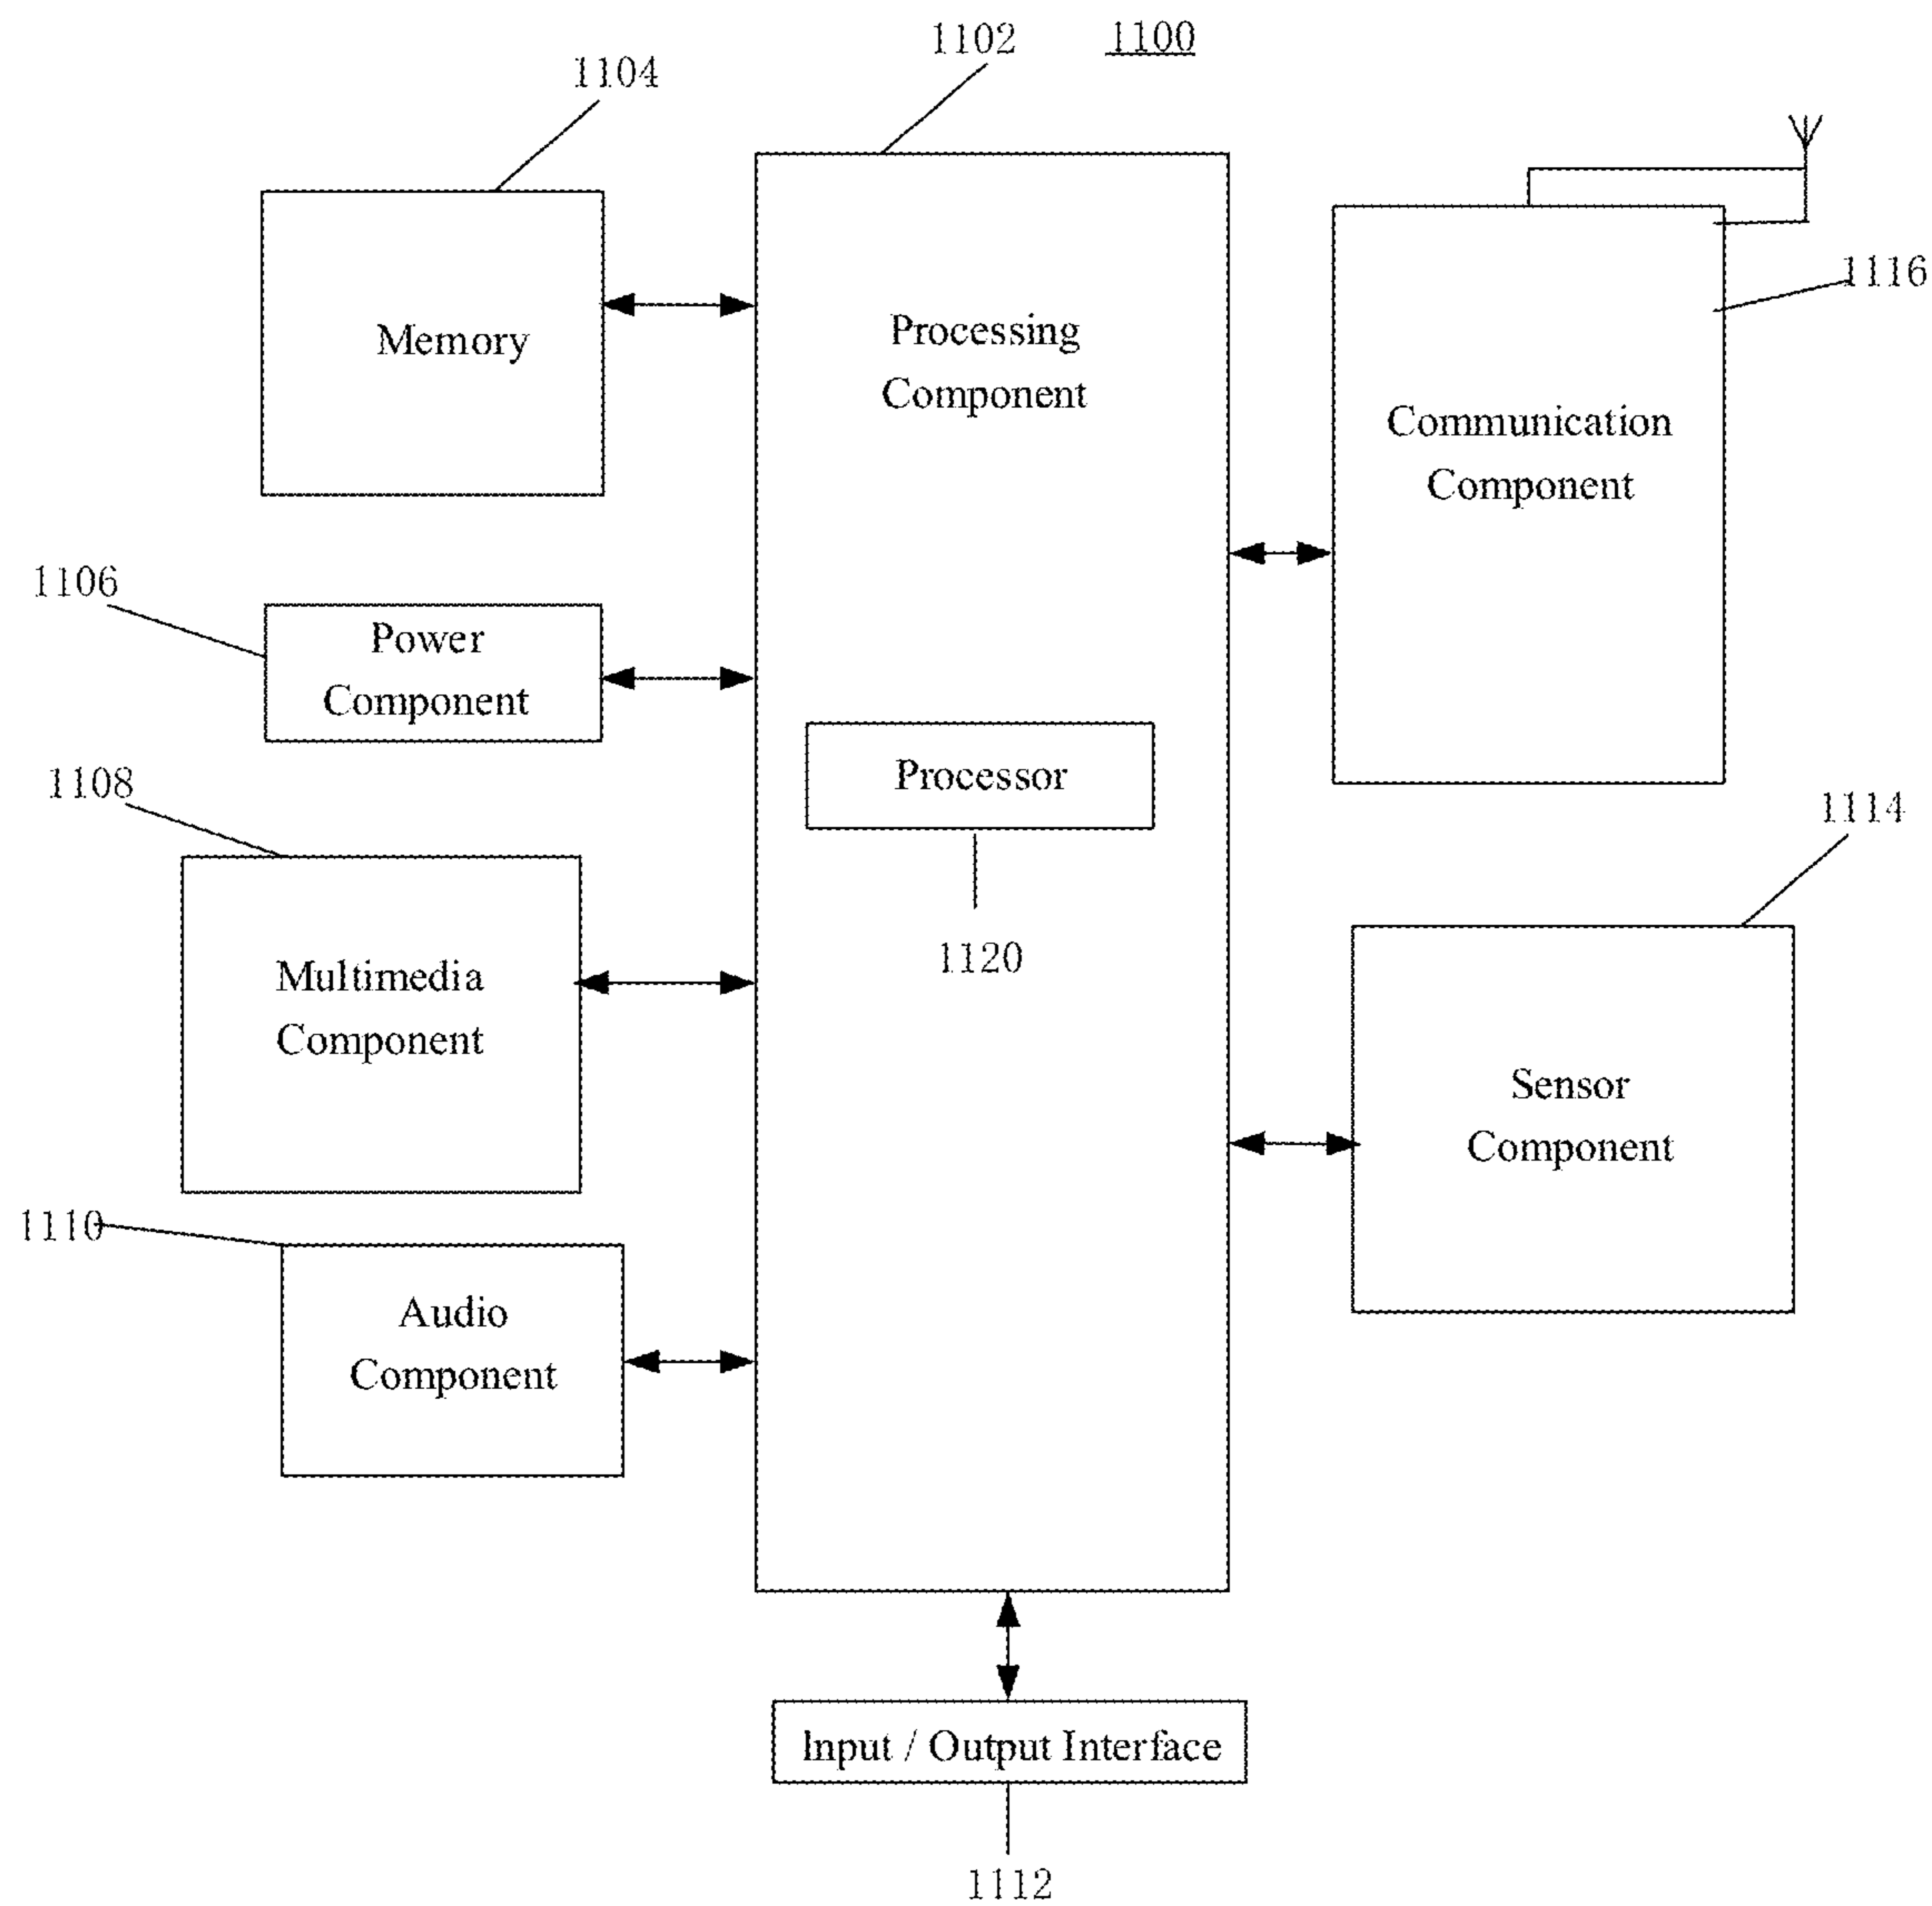 1102
1100
1104
Memory
Processing
Component
1116
Communication
Component
1106
Power
Component
Processor
1120
1108
Multimedia
Component
1114
Sensor
Component
1110
Audio
Component
Input / Output Interface
1112